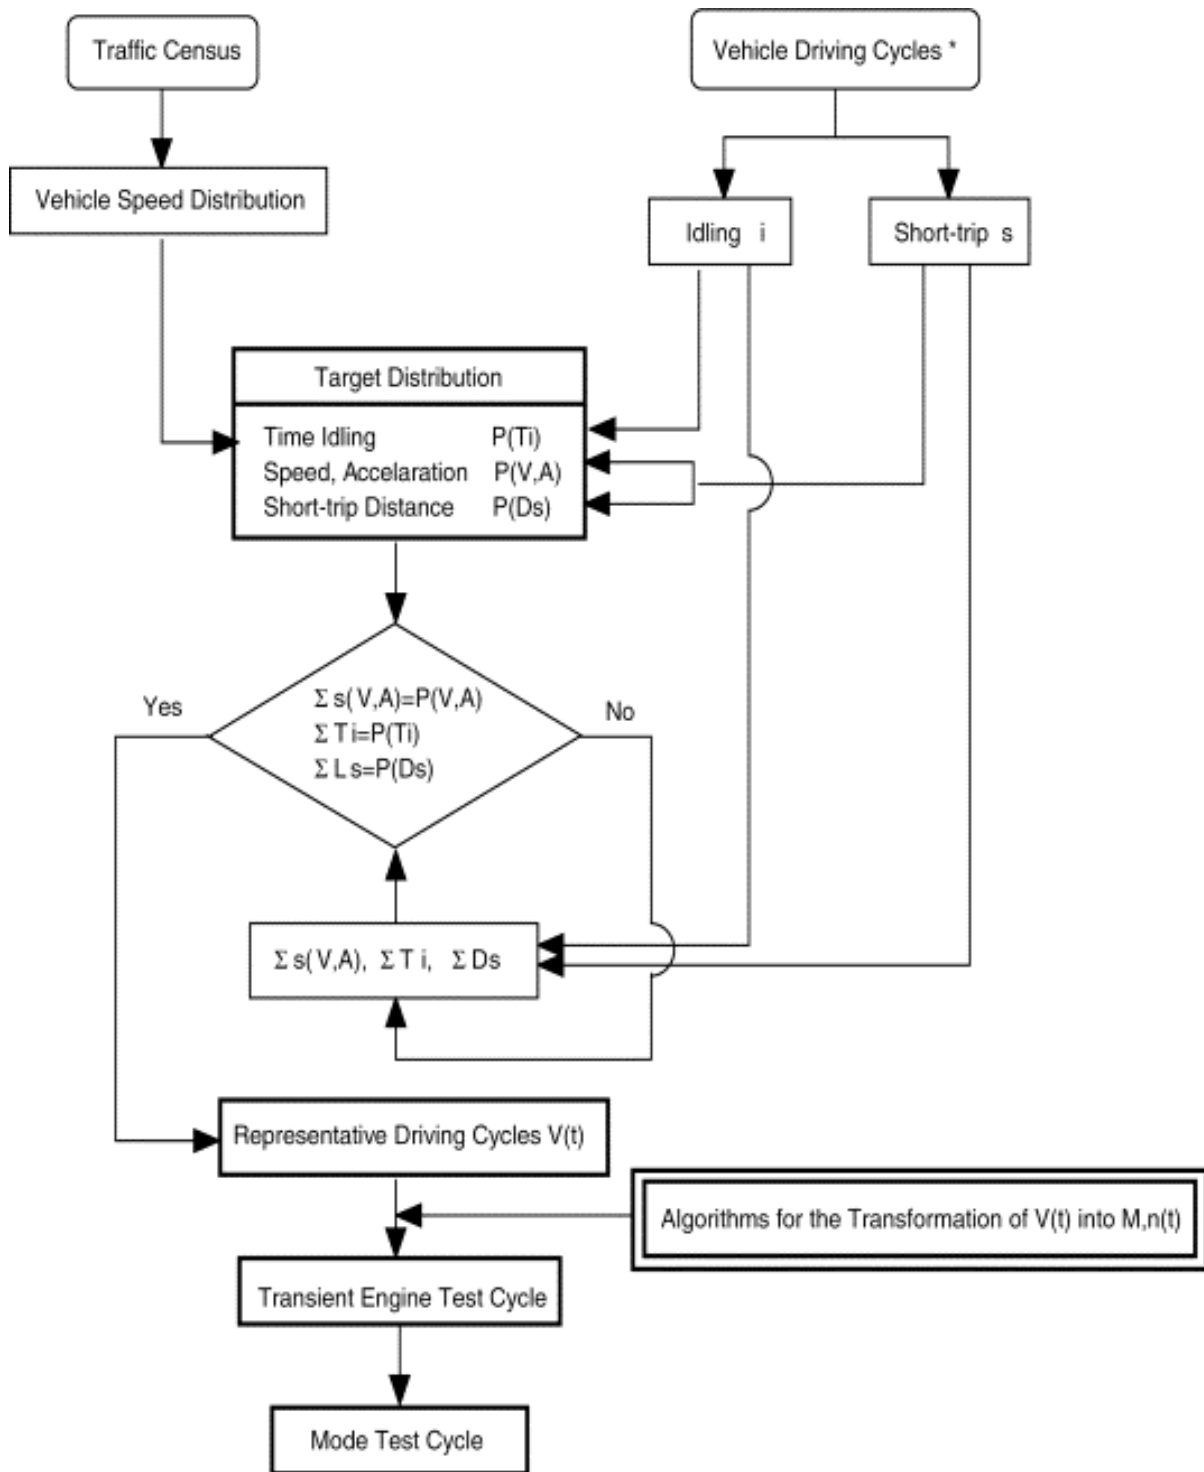 Traffic Census
Vehicle Driving Cycles *
Vehicle Speed Distribution
Idling i
Short-trip s
Target Distribution
Time Idling P(Ti)
Speed, Accelaration P(V,A)
Short-trip Distance P(Ds)
Yes
Σ s(V,A)=P(V,A)
Σ T i=P(Ti)
Σ L s=P(Ds)
No
Σ s(V,A), Σ T i, Σ Ds
Representative Driving Cycles V(t)
Algorithms for the Transformation of V(t) into M,n(t)
Transient Engine Test Cycle
Mode Test Cycle